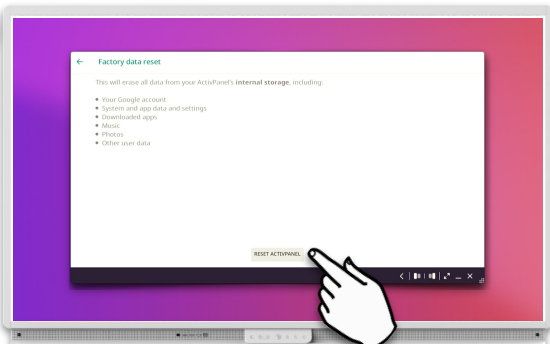 Factory data reset
This will erase all data from your ActivPanel's internal storage, including:
Your Google account
System and app data and settings
Downloaded apps
Music
Photos
Other user data
RESET ACTIVPANEL